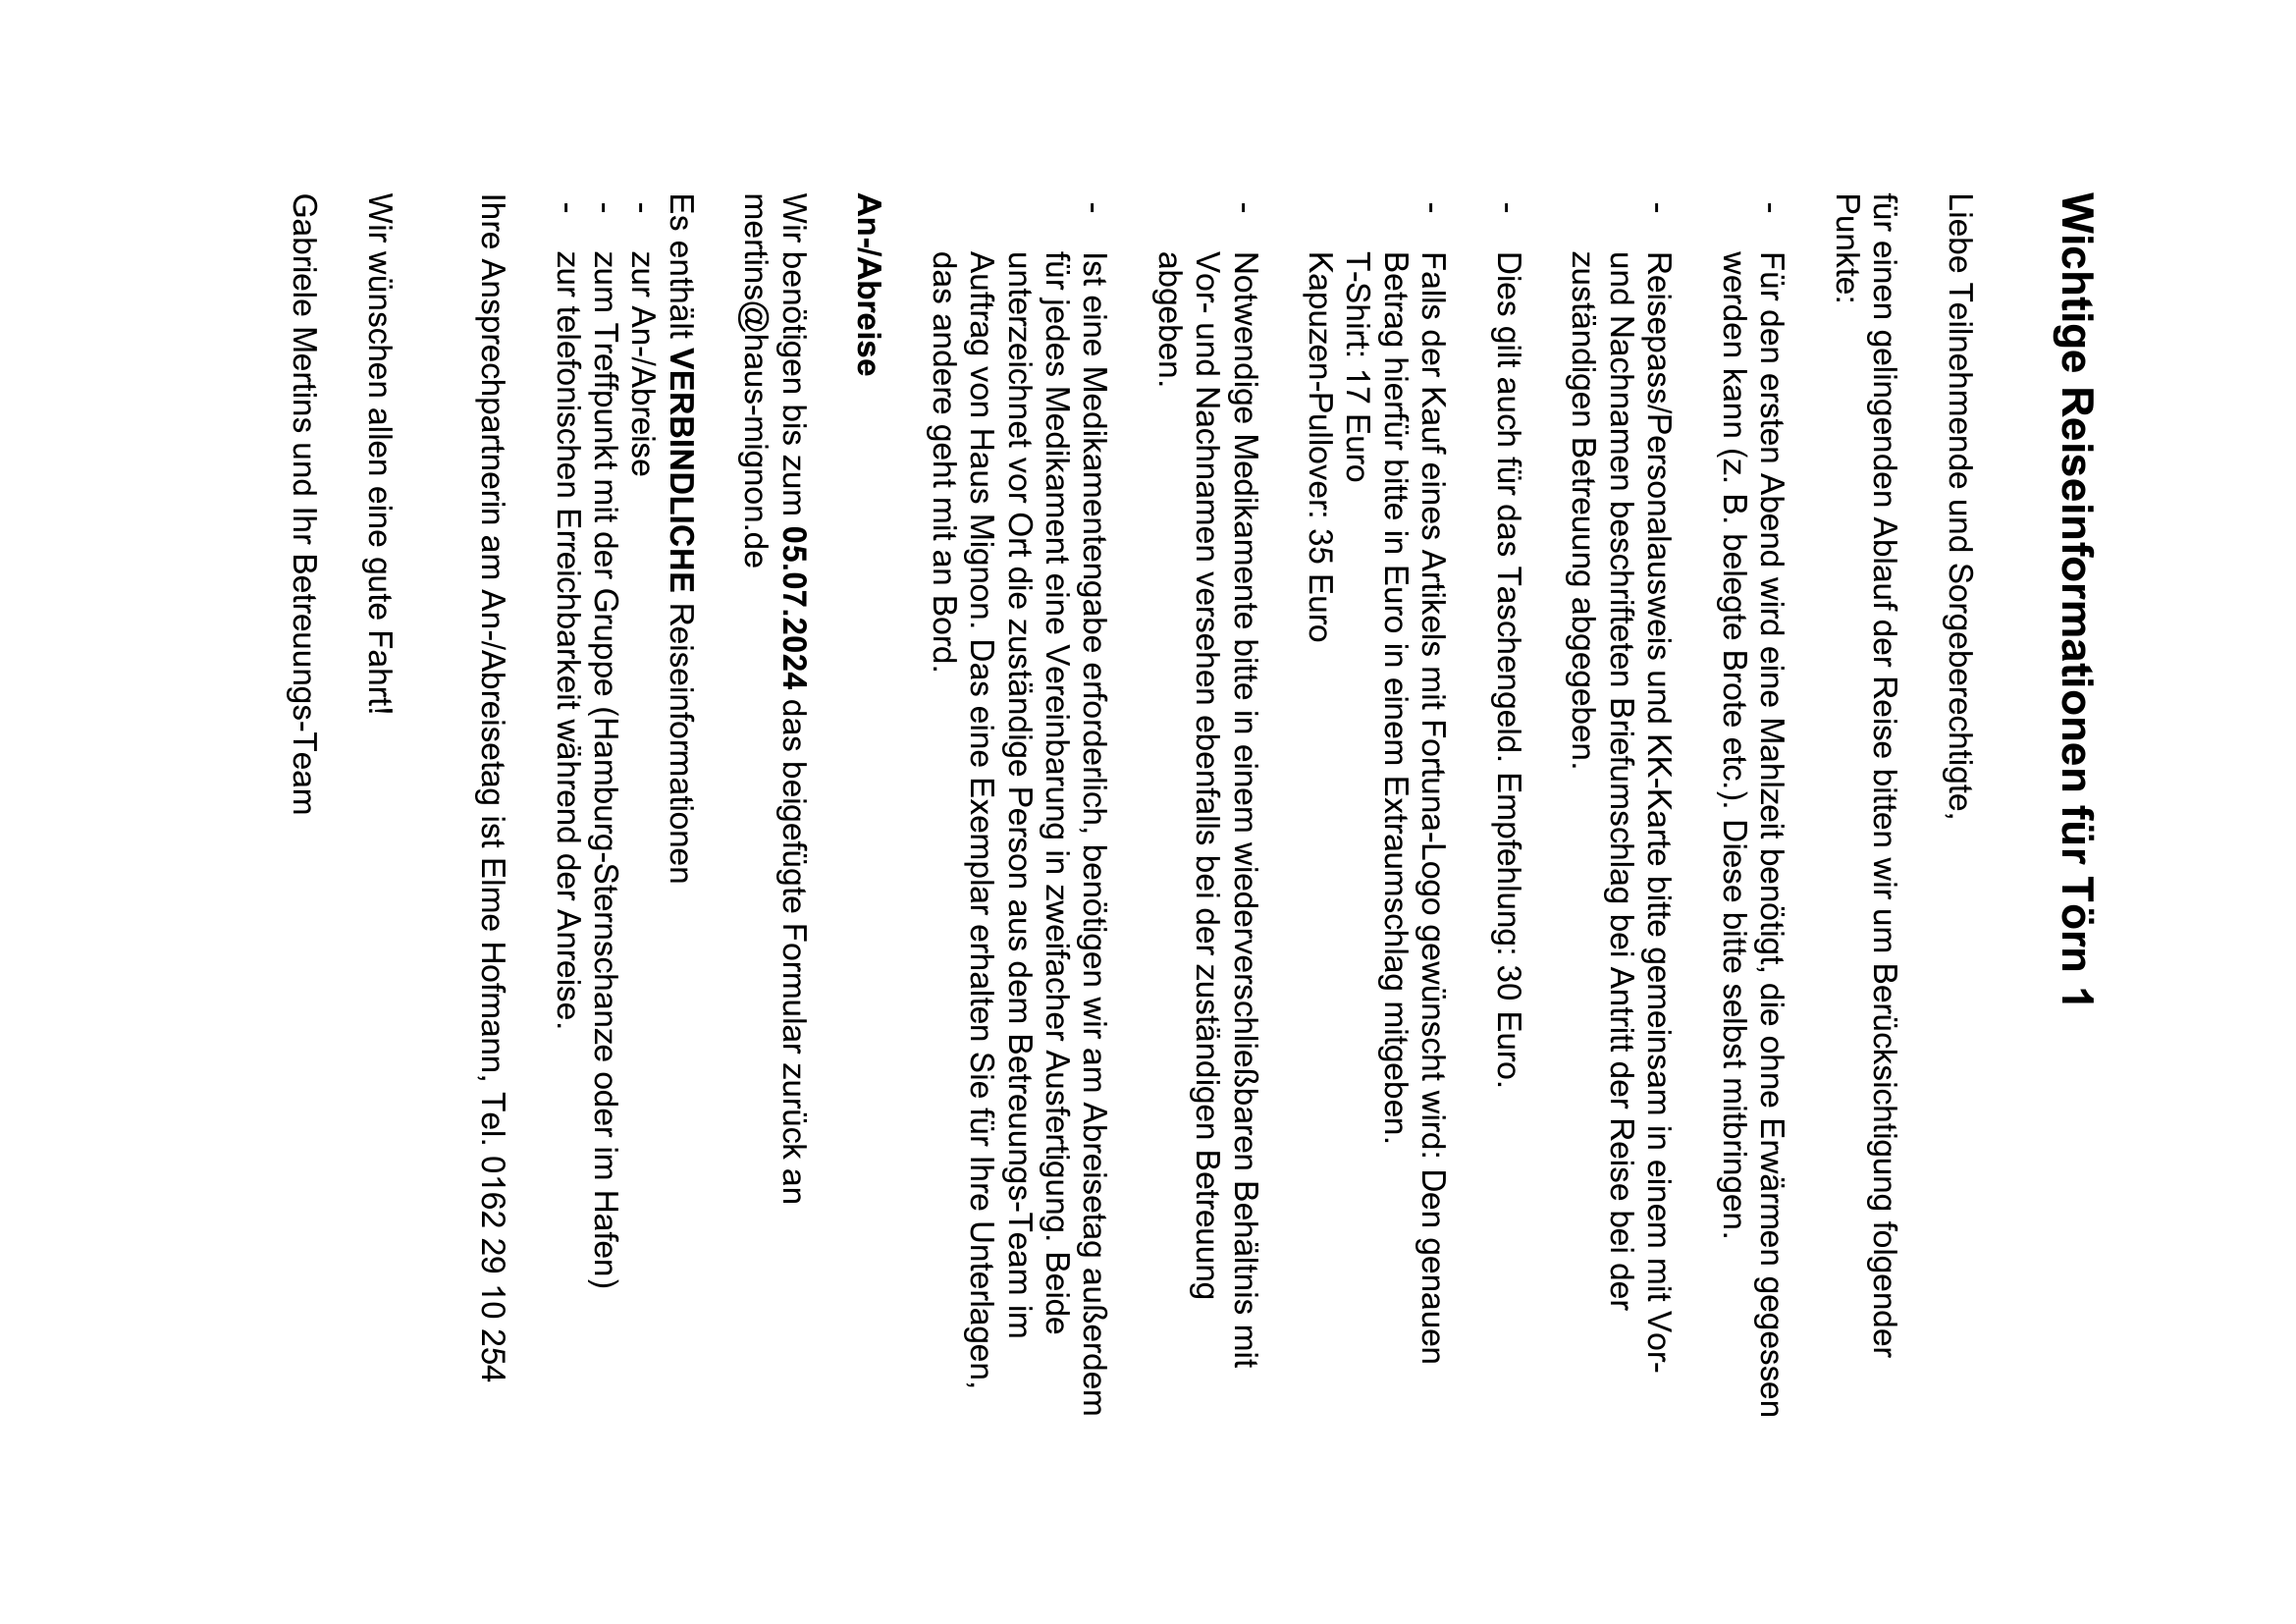 Wichtige Reiseinformationen für Törn 1
Liebe Teilnehmende und Sorgeberechtigte,
für einen gelingenden Ablauf der Reise bitten wir um Berücksichtigung folgender
Punkte:
- Für den ersten Abend wird eine Mahlzeit benötigt, die ohne Erwärmen gegessen
werden kann (z. B. belegte Brote etc.). Diese bitte selbst mitbringen.
- Reisepass/Personalausweis und KK-Karte bitte gemeinsam in einem mit Vor-
und Nachnamen beschrifteten Briefumschlag bei Antritt der Reise bei der
zuständigen Betreuung abgegeben.
- Dies gilt auch für das Taschengeld. Empfehlung: 30 Euro.
- Falls der Kauf eines Artikels mit Fortuna-Logo gewünscht wird: Den genauen
Betrag hierfür bitte in Euro in einem Extraumschlag mitgeben.
T-Shirt: 17 Euro
Kapuzen-Pullover: 35 Euro
- Notwendige Medikamente bitte in einem wiederverschließbaren Behältnis mit
Vor- und Nachnamen versehen ebenfalls bei der zuständigen Betreuung
abgeben.
- Ist eine Medikamentengabe erforderlich, benötigen wir am Abreisetag außerdem
für jedes Medikament eine Vereinbarung in zweifacher Ausfertigung. Beide
unterzeichnet vor Ort die zuständige Person aus dem Betreuungs-Team im
Auftrag von Haus Mignon. Das eine Exemplar erhalten Sie für Ihre Unterlagen,
das andere geht mit an Bord.
An-/Abreise
Wir benötigen bis zum 05.07.2024 das beigefügte Formular zurück an
mertins@haus-mignon.de
Es enthält VERBINDLICHE Reiseinformationen
- zur An-/Abreise
- zum Treffpunkt mit der Gruppe (Hamburg-Sternschanze oder im Hafen)
- zur telefonischen Erreichbarkeit während der Anreise.
Ihre Ansprechpartnerin am An-/Abreisetag ist Elme Hofmann, Tel. 0162 29 10 254
Wir wünschen allen eine gute Fahrt!
Gabriele Mertins und Ihr Betreuungs-Team